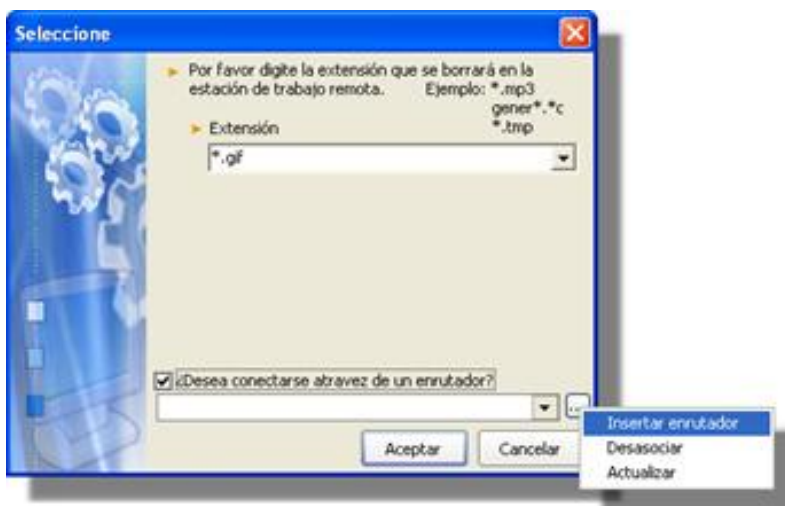 Seleccione
Por favor digite la extensión que se borrará en la
estación de trabajo remota. Ejemplo: *.mp3
gener*.*c
*.tmp
Extensión
*.gif
¿Desea conectarse atravez de un enrutador?
...
Aceptar Cancelar
Insertar enrutador
Desasociar
Actualizar